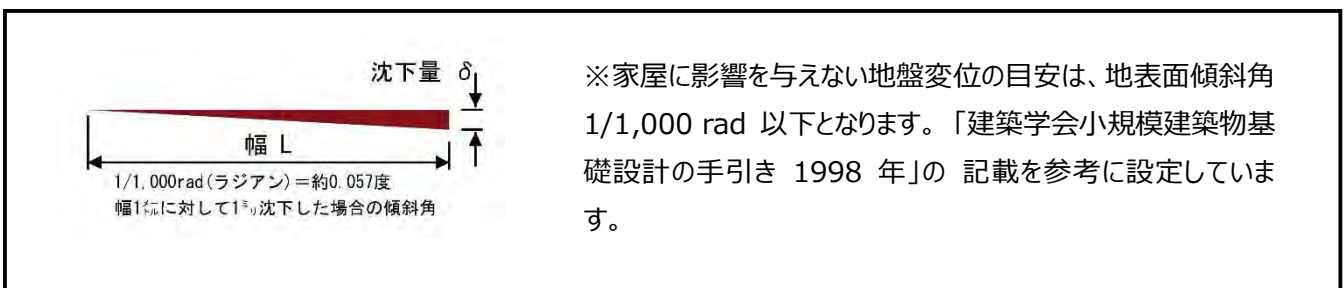 沈下量 δ
幅 L
1/1,000rad(ラジアン)＝約0.057度
幅1㍍に対して1㍉沈下した場合の傾斜角
※家屋に影響を与えない地盤変位の目安は、地表面傾斜角
1/1,000 rad 以下となります。「建築学会小規模建築物基
礎設計の手引き 1998 年」の 記載を参考に設定していま
す。